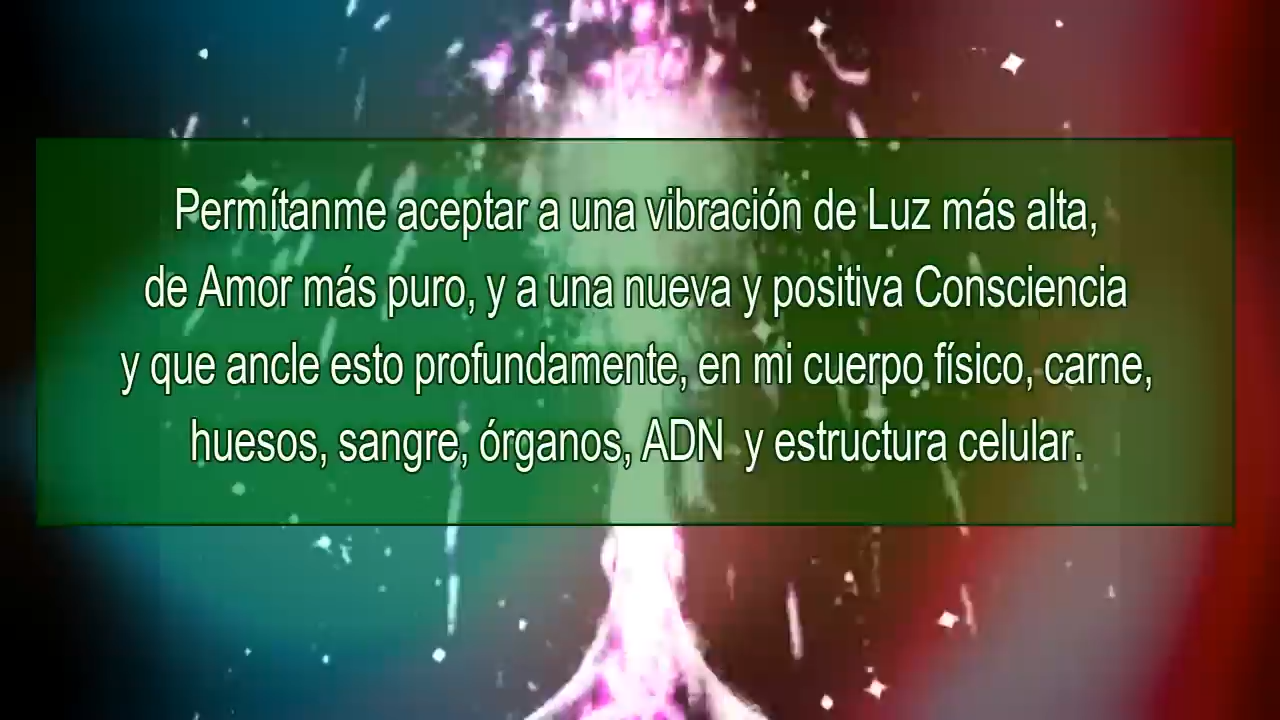 Permítanme aceptar a una vibración de Luz más alta,
de Amor más puro, y a una nueva y positiva Consciencia
y que ancle esto profundamente, en mi cuerpo físico, carne,
huesos, sangre, órganos, ADN y estructura celular.